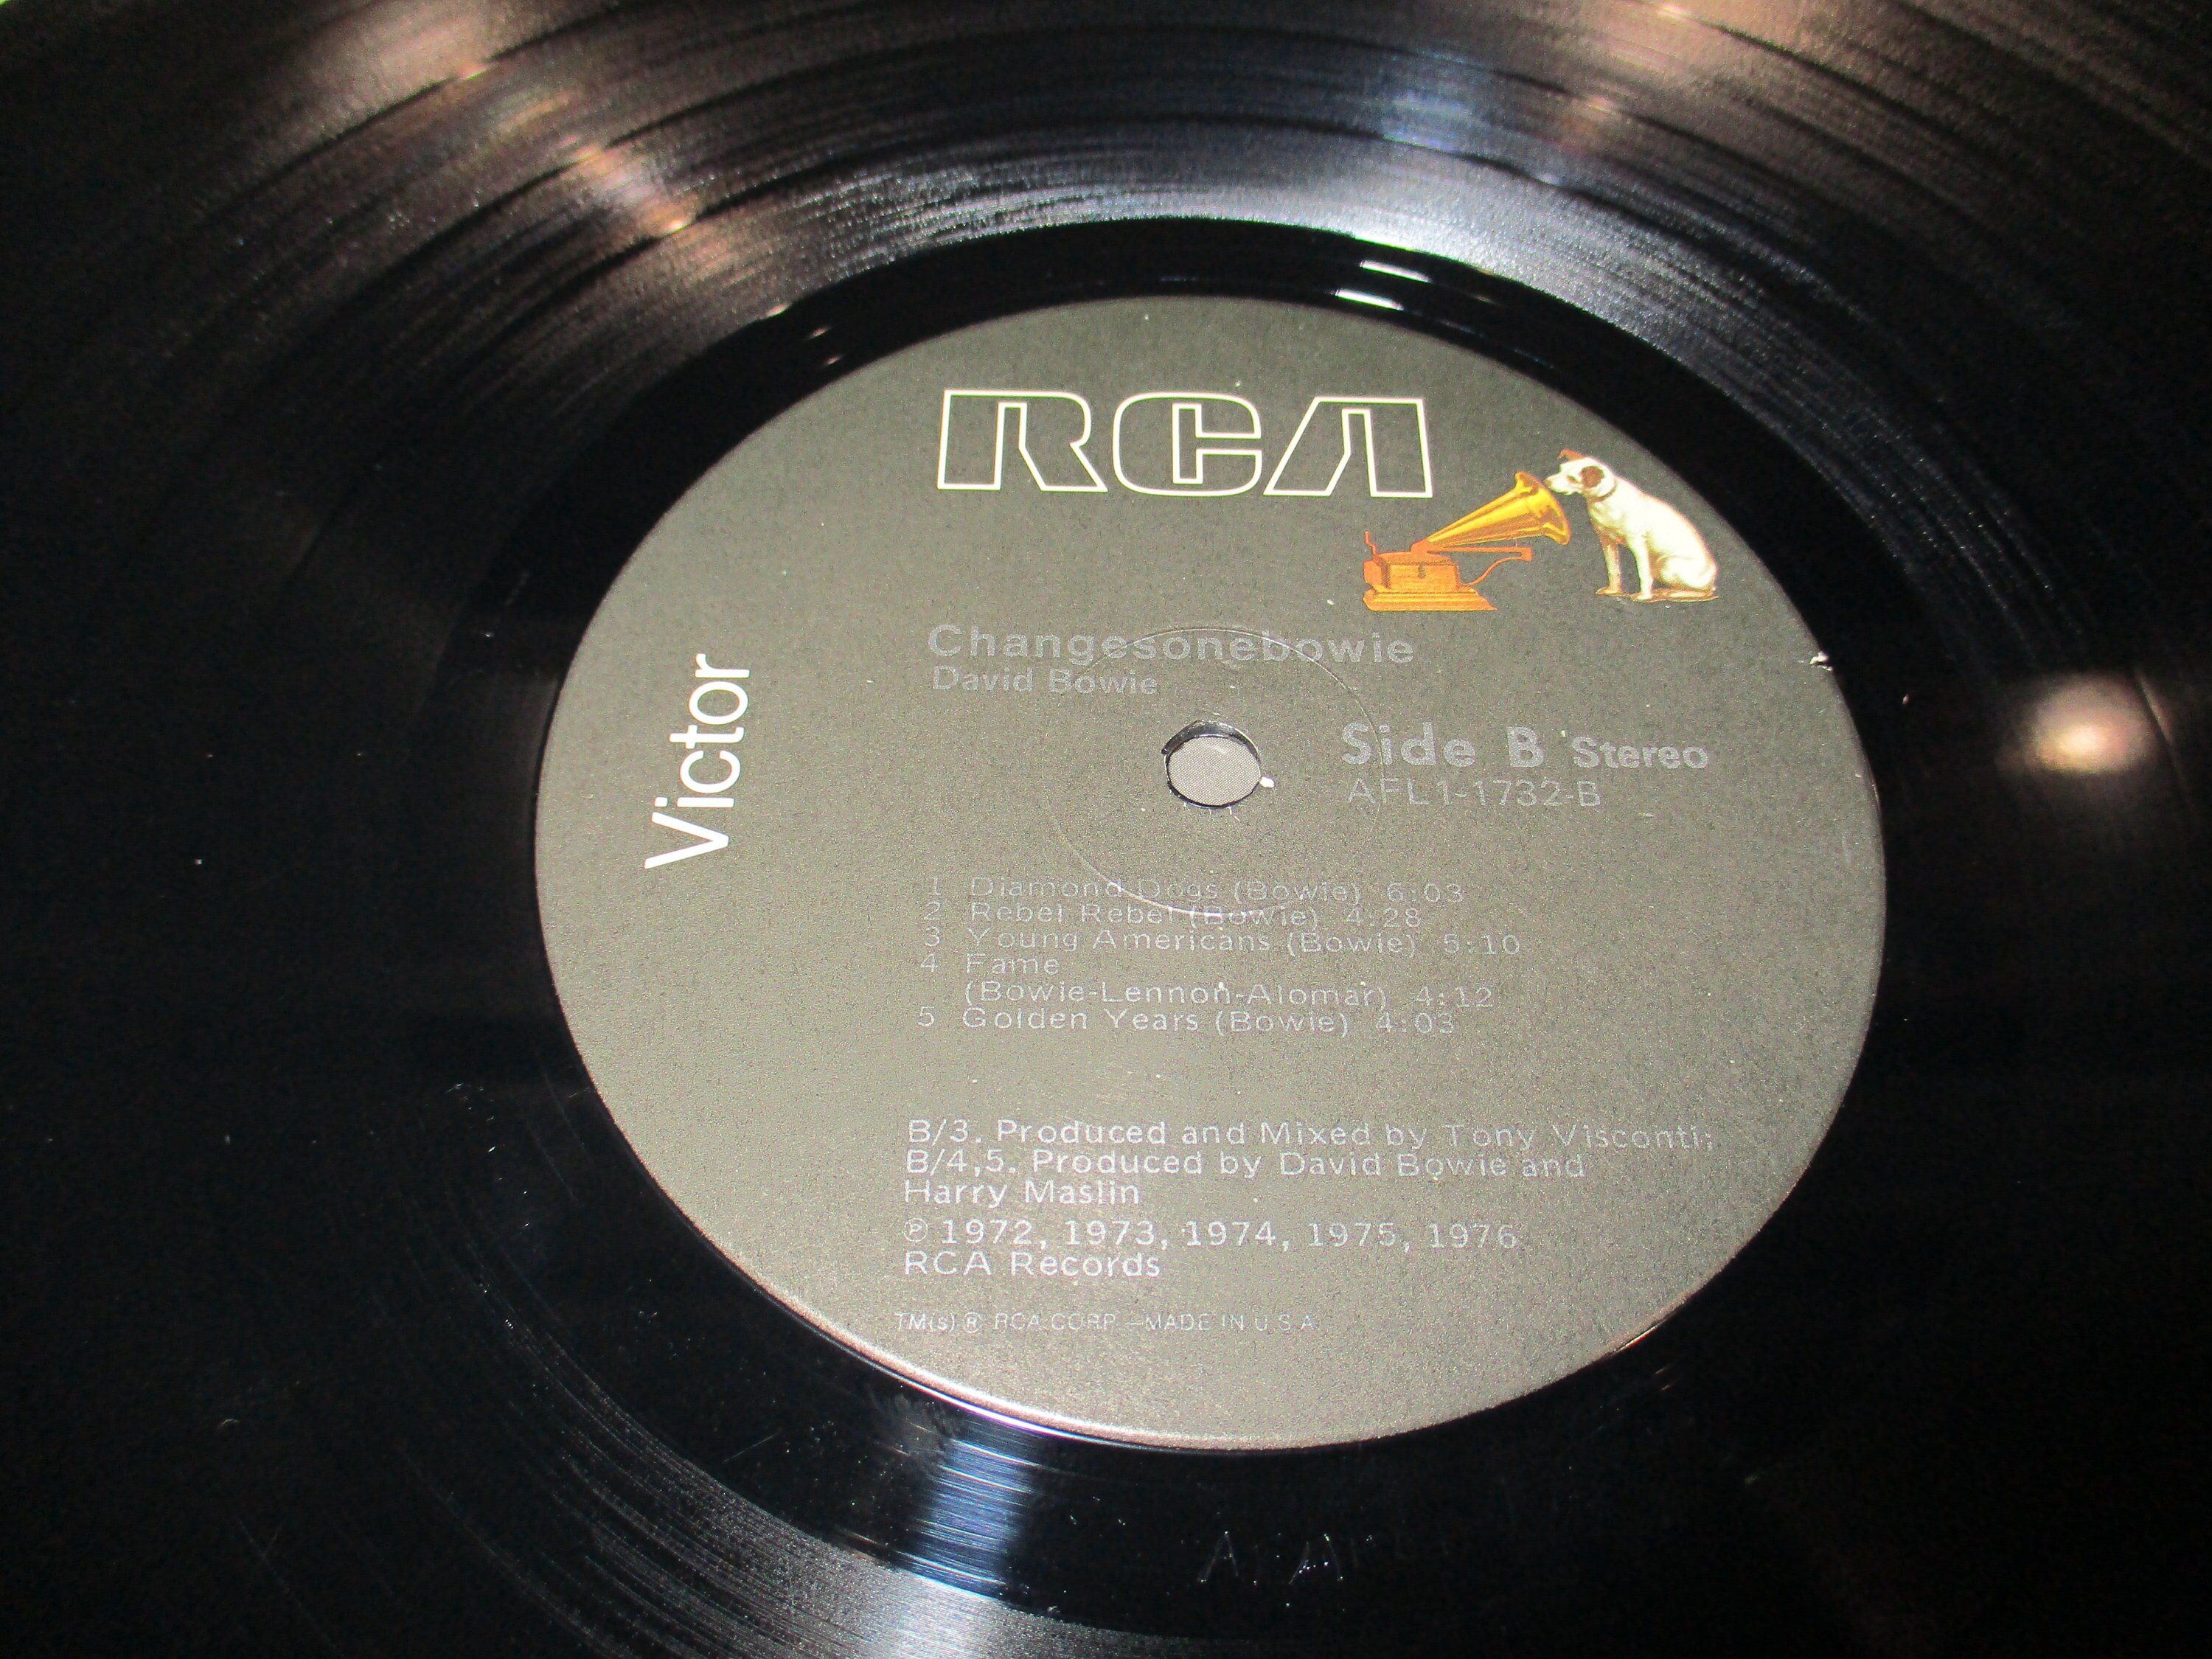 RCA
Victor
Changesonebowie
David Bowie
Side B Stereo
AFL1-1732-B
1 Diamond Dogs (Bowie) 6:03
2 Rebel Rebel (Bowie) 4:28
3 Young Americans (Bowie) 5:10
4 Fame
(Bowie-Lennon-Alomar) 4:12
5 Golden Years (Bowie) 4:03
B/3. Produced and Mixed by Tony Visconti;
B/4,5. Produced by David Bowie and
Harry Maslin
℗ 1972, 1973, 1974, 1975, 1976
RCA Records
TM(s) ® RCA CORP.—MADE IN U.S.A.